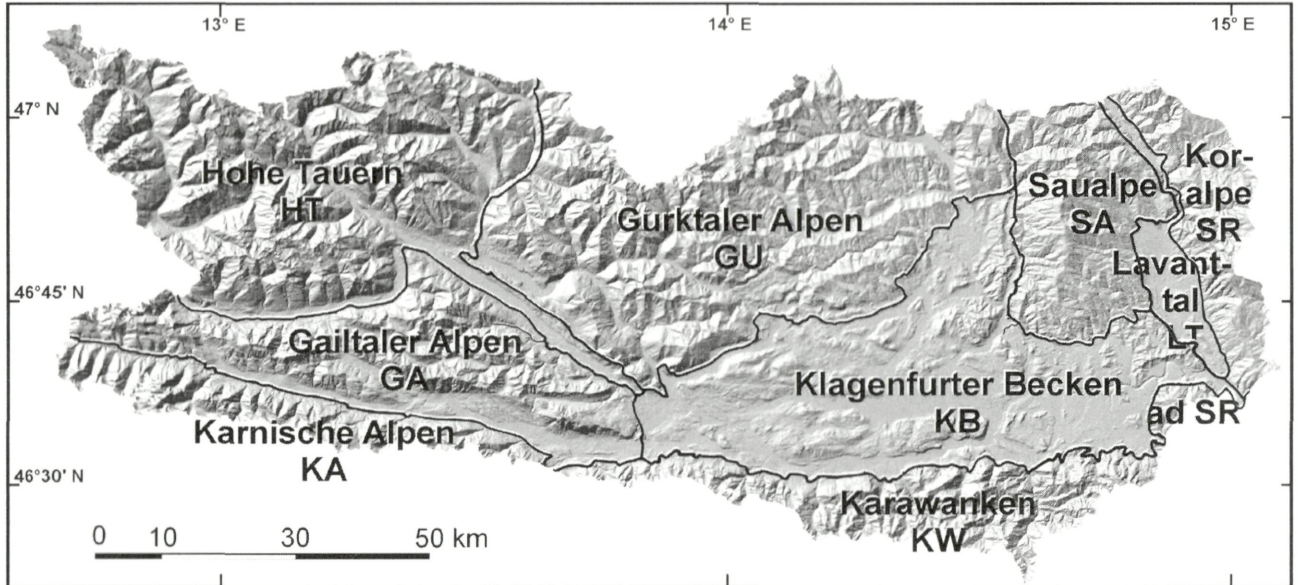 13° E
14° E
15° E
47° N
46°45' N
46°30' N
Hohe Tauern
HT
Gurktaler Alpen
GU
Saualpe
SA
Kor-
alpe
SR
Lavant-
tal
LT
Gailtaler Alpen
GA
Klagenfurter Becken
KB
ad SR
Karnische Alpen
KA
Karawanken
KW
0 10 30 50 km